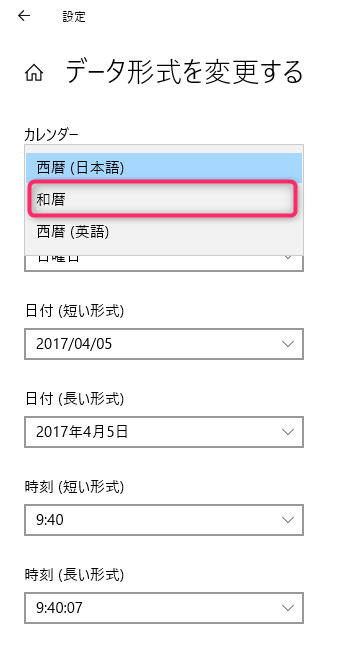 設定
データ形式を変更する
カレンダー
西暦 (日本語)
和暦
西暦 (英語)
日曜日
日付 (短い形式)
2017/04/05
日付 (長い形式)
2017年4月5日
時刻 (短い形式)
9:40
時刻 (長い形式)
9:40:07